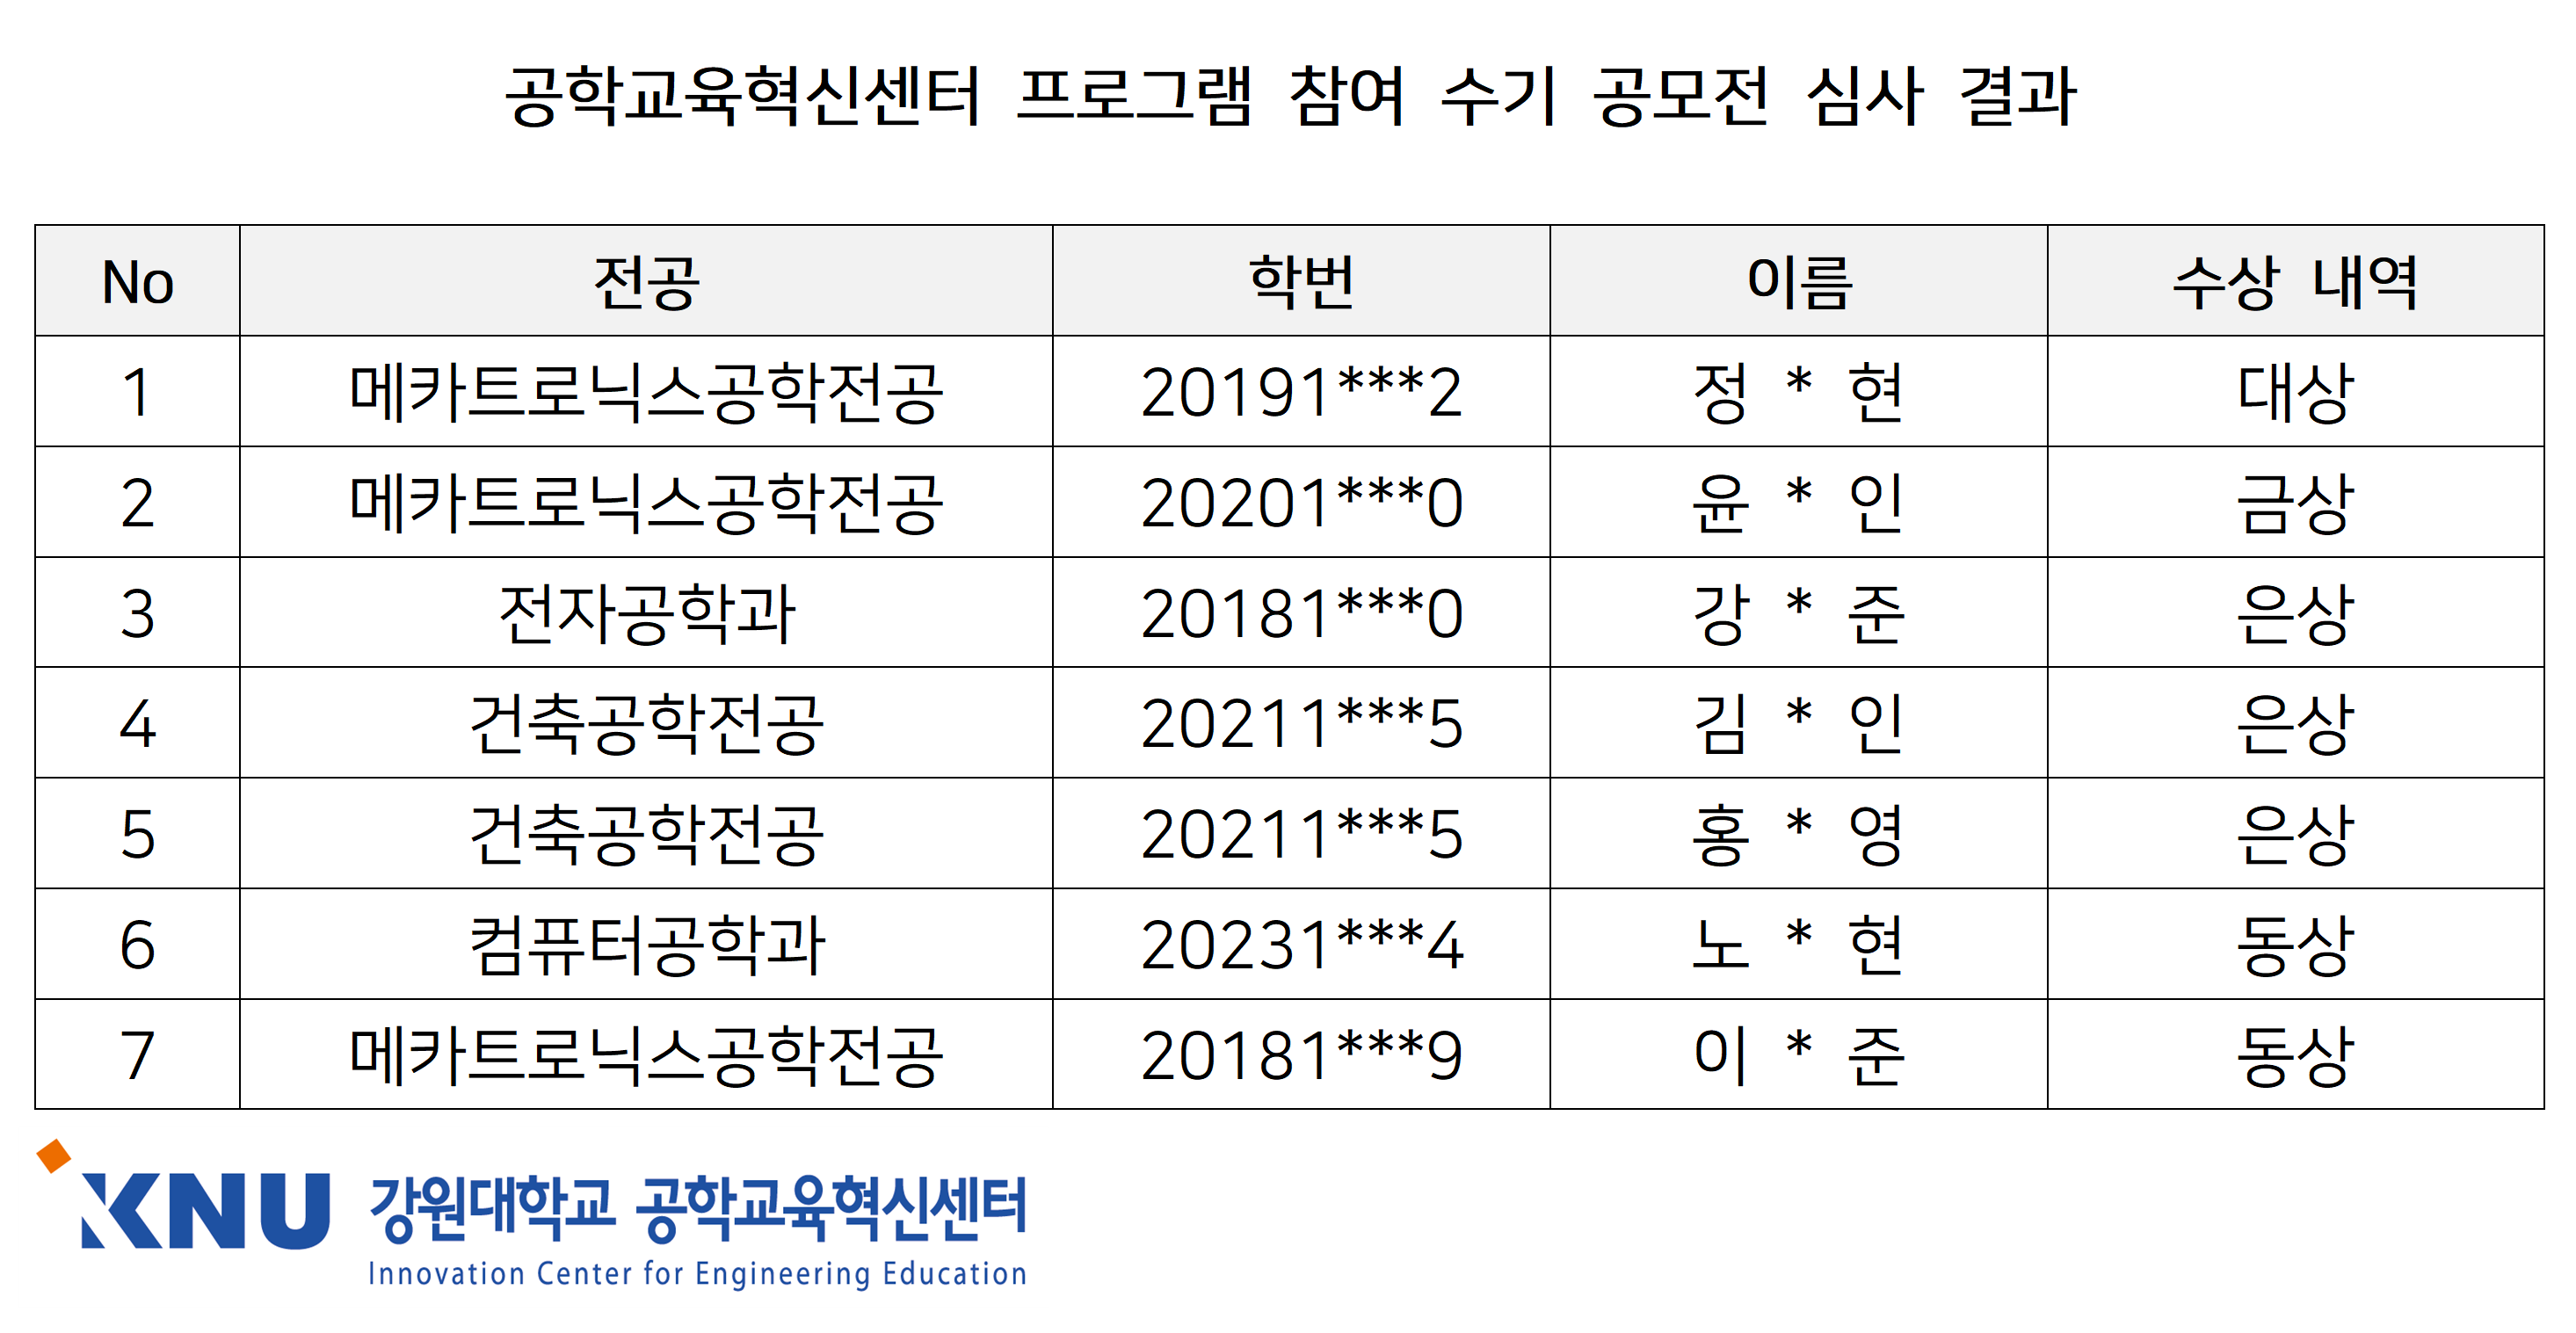 공학교육혁신센터 프로그램 참여 수기 공모전 심사 결과
No 전공 학번 이름 수상 내역
1 메카트로닉스공학전공 20191***2 정 * 현 대상
2 메카트로닉스공학전공 20201***0 윤 * 인 금상
3 전자공학과 20181***0 강 * 준 은상
4 건축공학전공 20211***5 김 * 인 은상
5 건축공학전공 20211***5 홍 * 영 은상
6 컴퓨터공학과 20231***4 노 * 현 동상
7 메카트로닉스공학전공 20181***9 이 * 준 동상
KNU 강원대학교 공학교육혁신센터
Innovation Center for Engineering Education